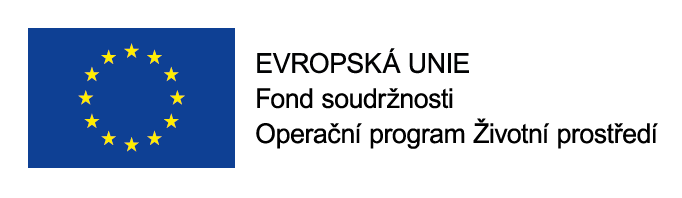 EVROPSKÁ UNIE
Fond soudržnosti
Operační program Životní prostředí